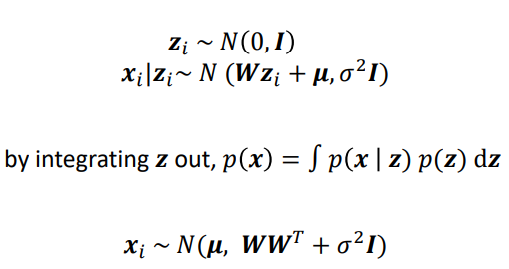 𝒛ᵢ ~ N(0, 𝑰)
𝒙ᵢ|𝒛ᵢ~ N (𝑾𝒛ᵢ + 𝝁, σ²𝑰)
by integrating 𝐳 out, p(𝒙) = ∫ p(𝒙 | 𝐳) p(𝐳) d𝐳
𝒙ᵢ ~ N(𝝁, 𝑾𝑾ᵀ + σ²𝑰)